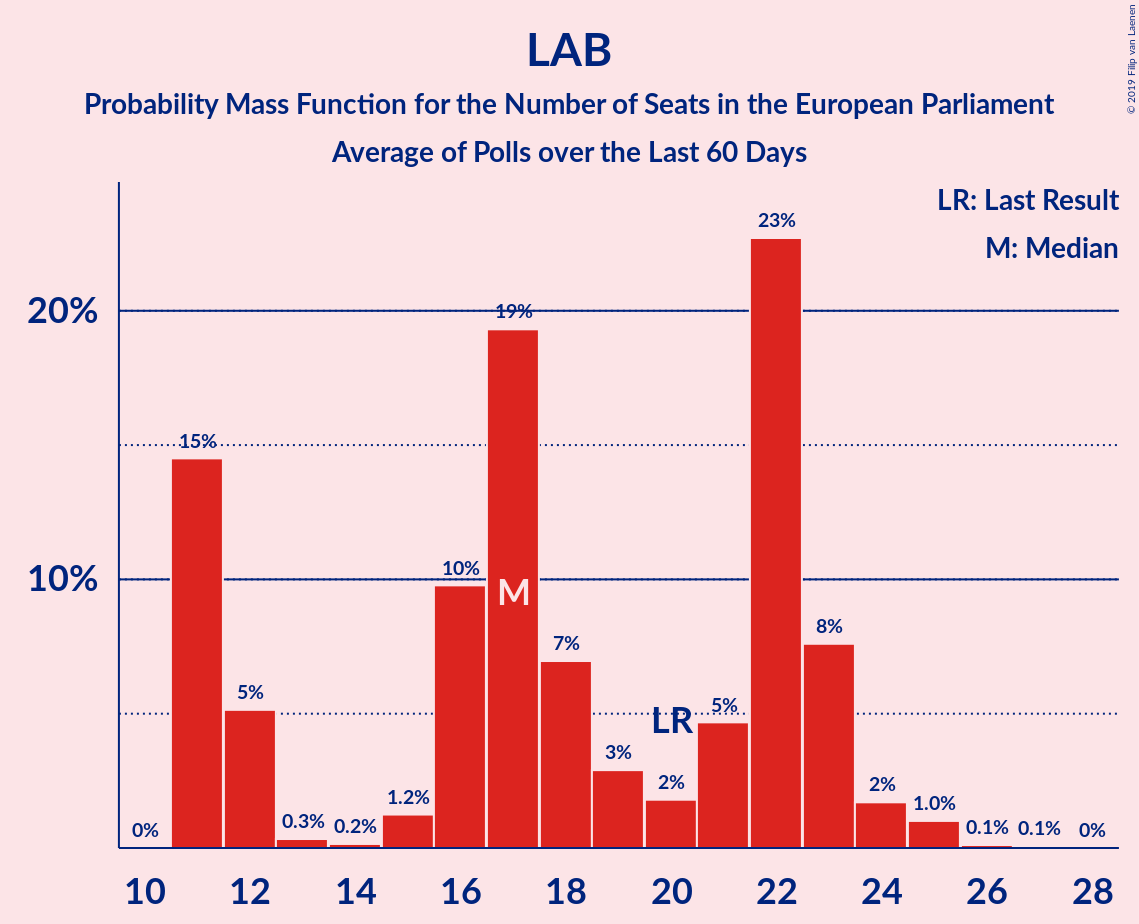 LAB
Probability Mass Function for the Number of Seats in the European Parliament
Average of Polls over the Last 60 Days
© 2019 Filip van Laenen
LR: Last Result
M: Median
20%
10%
0%
15%
5%
0.3%
0.2%
1.2%
10%
19%
M
7%
3%
LR
2%
5%
23%
8%
2%
1.0%
0.1%
0.1%
0%
10 12 14 16 18 20 22 24 26 28